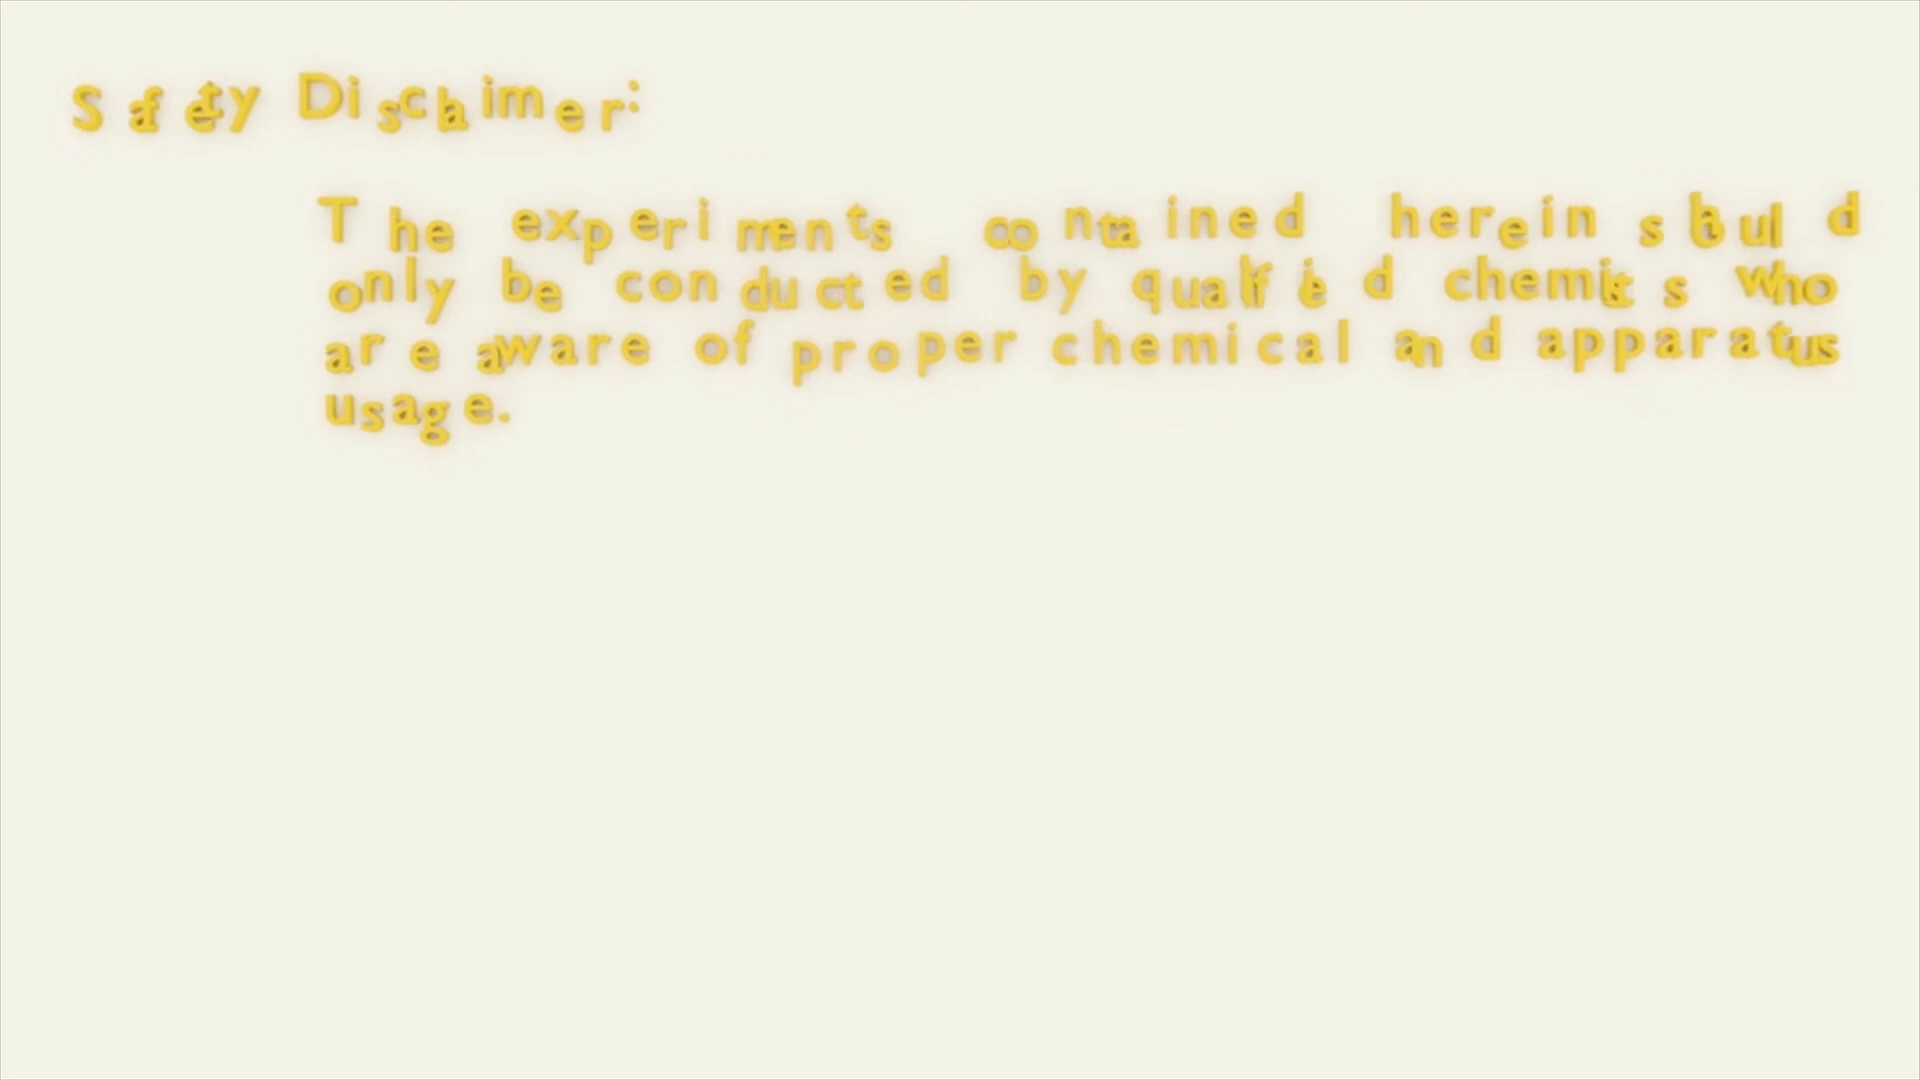 Safety Disclaimer:
The experiments contained herein should
only be conducted by qualified chemists who
are aware of proper chemical and apparatus
usage.